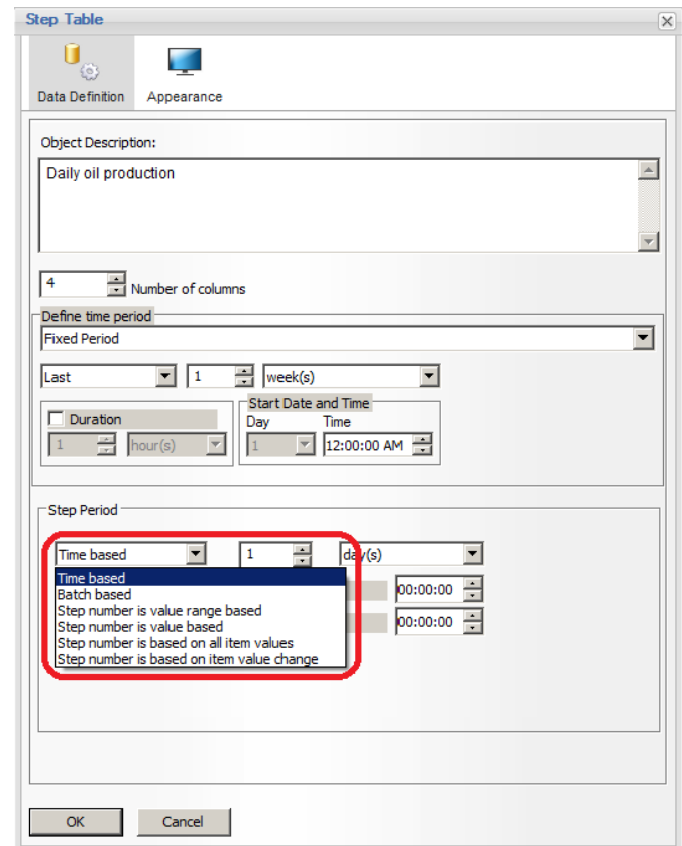 Step Table
Data Definition Appearance
Object Description:
Daily oil production
4 Number of columns
Define time period
Fixed Period
Last 1 week(s)
Duration Start Date and Time
Day Time
1 hour(s) 1 12:00:00 AM
Step Period
Time based 1 day(s)
Time based
Batch based 00:00:00
Step number is value range based
Step number is value based 00:00:00
Step number is based on all item values
Step number is based on item value change
OK Cancel